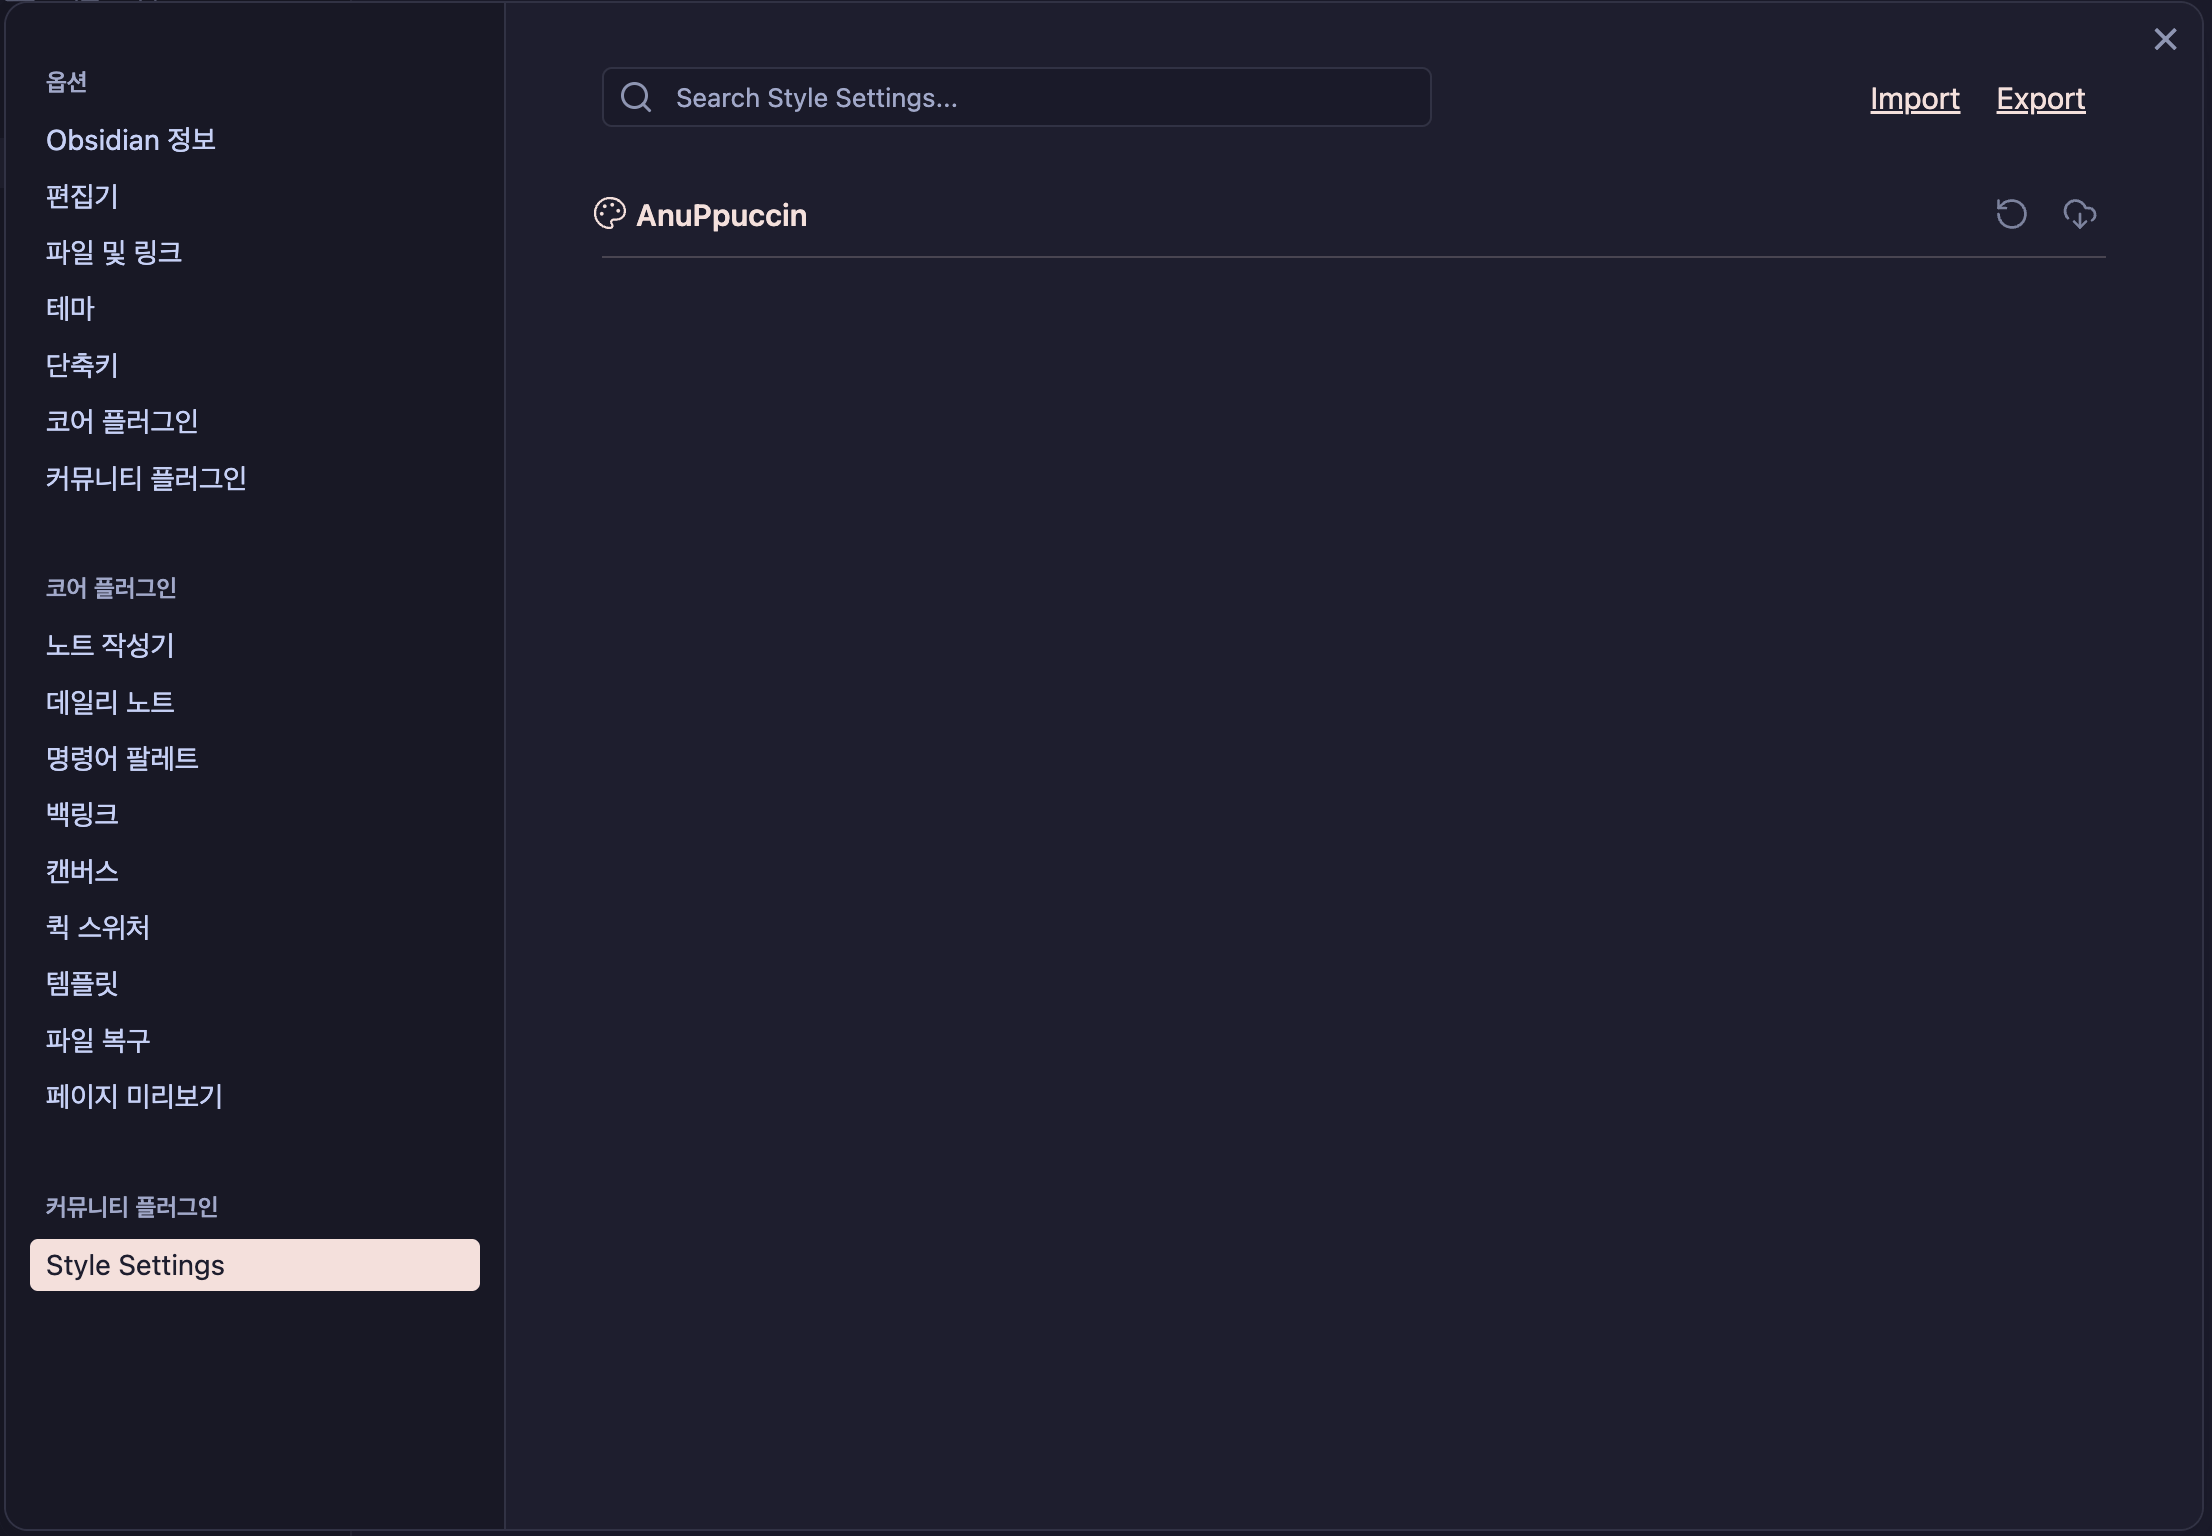 옵션
Obsidian 정보
편집기
파일 및 링크
테마
단축키
코어 플러그인
커뮤니티 플러그인
코어 플러그인
노트 작성기
데일리 노트
명령어 팔레트
백링크
캔버스
퀵 스위처
템플릿
파일 복구
페이지 미리보기
커뮤니티 플러그인
Style Settings
Search Style Settings...
Import Export
AnuPpuccin